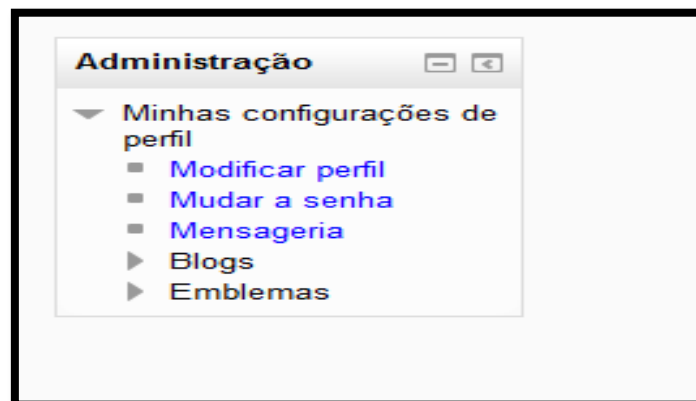 Administração
Minhas configurações de
perfil
Modificar perfil
Mudar a senha
Mensageria
Blogs
Emblemas